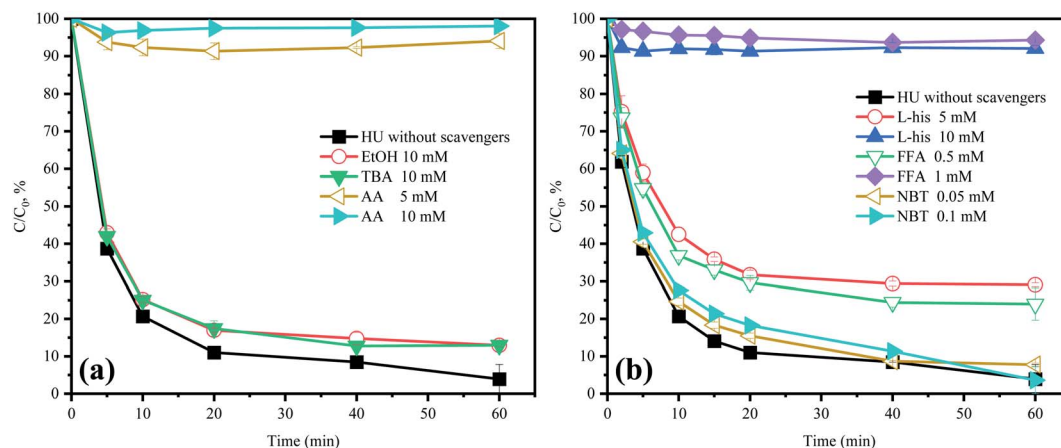 100
90
80
70
60
50
40
30
20
10
0
C/C₀, %
HU without scavengers
EtOH 10 mM
TBA 10 mM
AA 5 mM
AA 10 mM
(a)
0 10 20 30 40 50 60
Time (min)
100
90
80
70
60
50
40
30
20
10
0
C/C₀, %
HU without scavengers
L-his 5 mM
L-his 10 mM
FFA 0.5 mM
FFA 1 mM
NBT 0.05 mM
NBT 0.1 mM
(b)
0 10 20 30 40 50 60
Time (min)